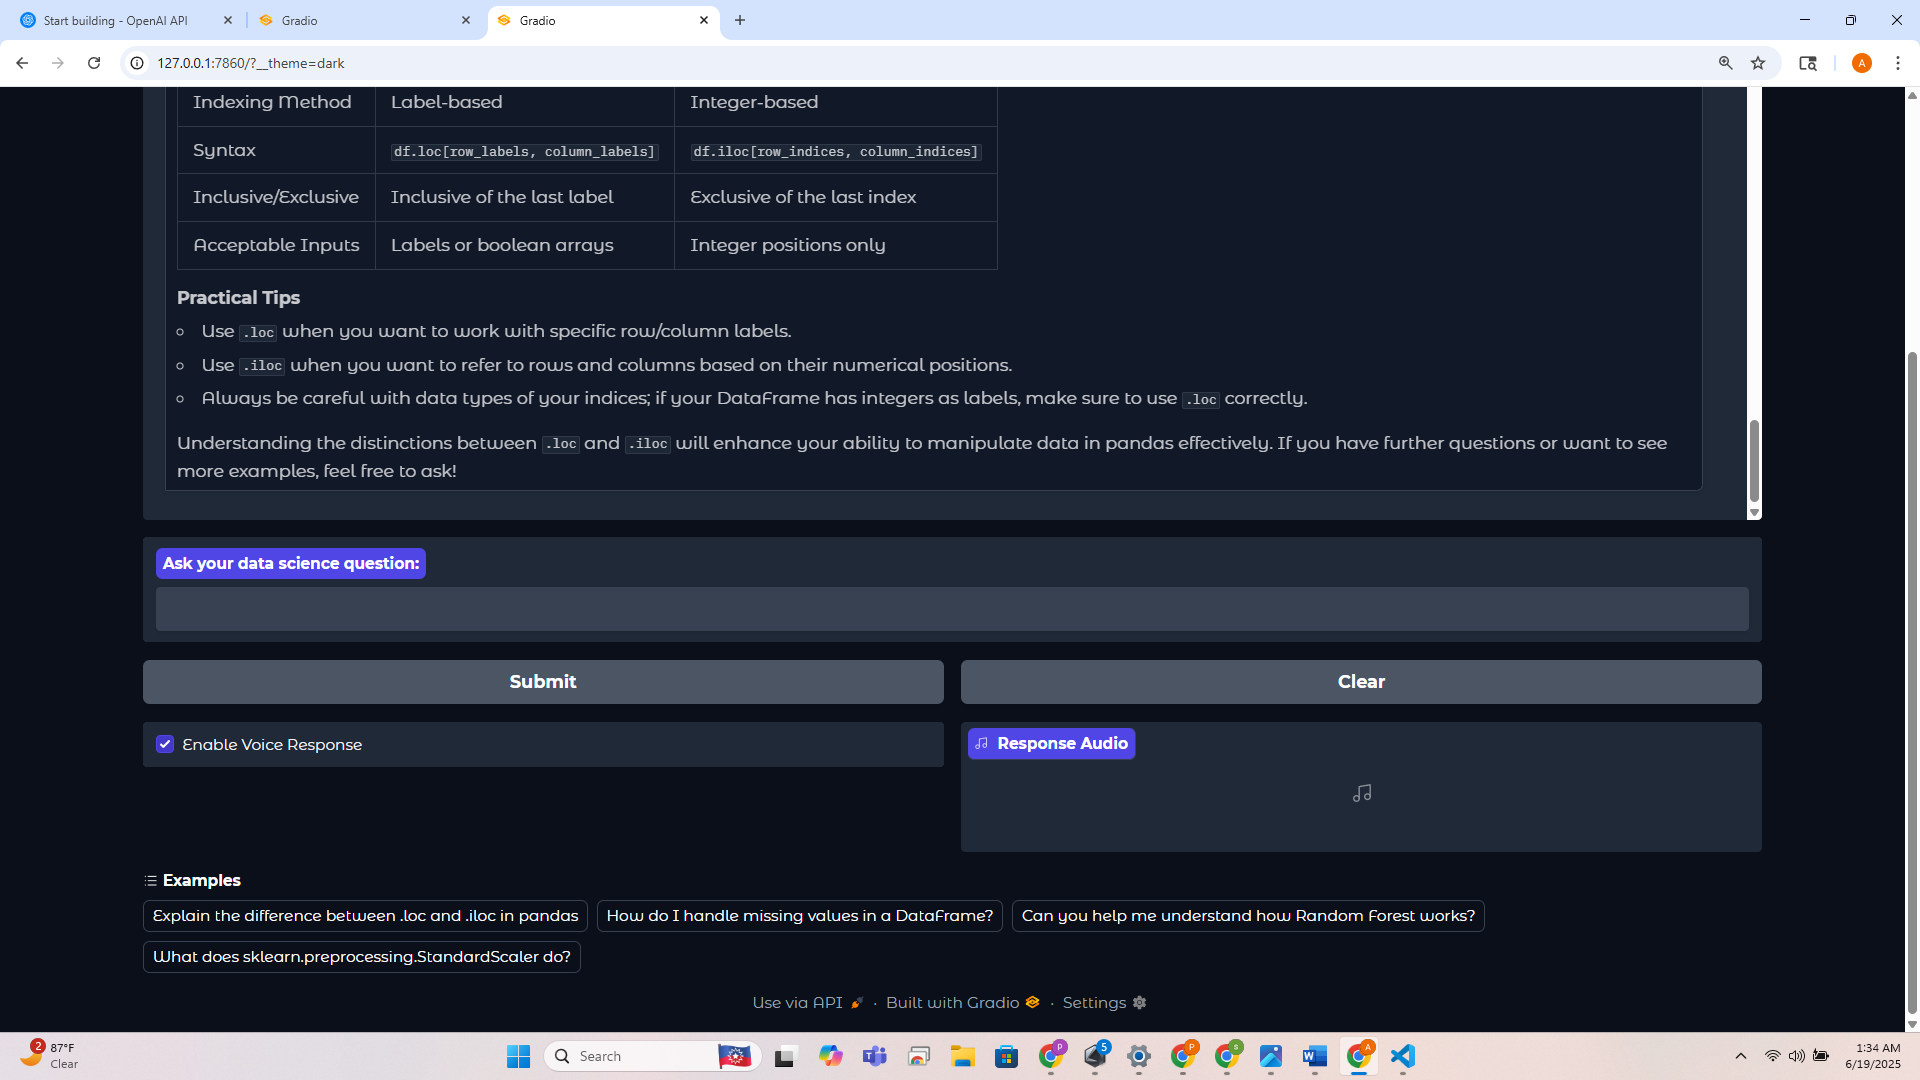 Start building - OpenAI API
Gradio
Gradio
127.0.0.1:7860/?__theme=dark
A
Indexing Method Label-based Integer-based
Syntax df.loc[row_labels, column_labels] df.iloc[row_indices, column_indices]
Inclusive/Exclusive Inclusive of the last label Exclusive of the last index
Acceptable Inputs Labels or boolean arrays Integer positions only
Practical Tips
Use .loc when you want to work with specific row/column labels.
Use .iloc when you want to refer to rows and columns based on their numerical positions.
Always be careful with data types of your indices; if your DataFrame has integers as labels, make sure to use .loc correctly.
Understanding the distinctions between .loc and .iloc will enhance your ability to manipulate data in pandas effectively. If you have further questions or want to see
more examples, feel free to ask!
Ask your data science question:
Submit Clear
Enable Voice Response
Response Audio
Examples
Explain the difference between .loc and .iloc in pandas
How do I handle missing values in a DataFrame?
Can you help me understand how Random Forest works?
What does sklearn.preprocessing.StandardScaler do?
Use via API · Built with Gradio · Settings
2
87°F
Clear
Search
P
5
P
S
W
A
1:34 AM
6/19/2025